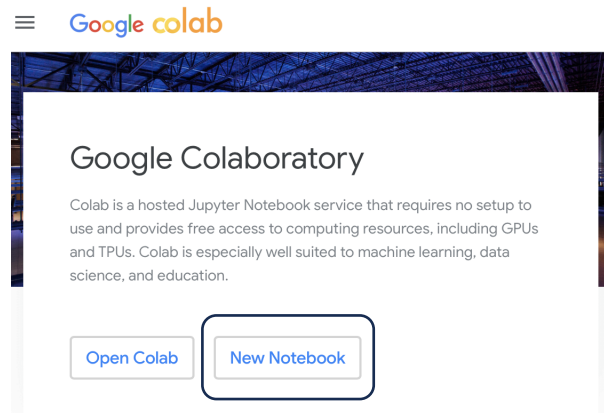 Google colab
Google Colaboratory
Colab is a hosted Jupyter Notebook service that requires no setup to
use and provides free access to computing resources, including GPUs
and TPUs. Colab is especially well suited to machine learning, data
science, and education.
Open Colab New Notebook